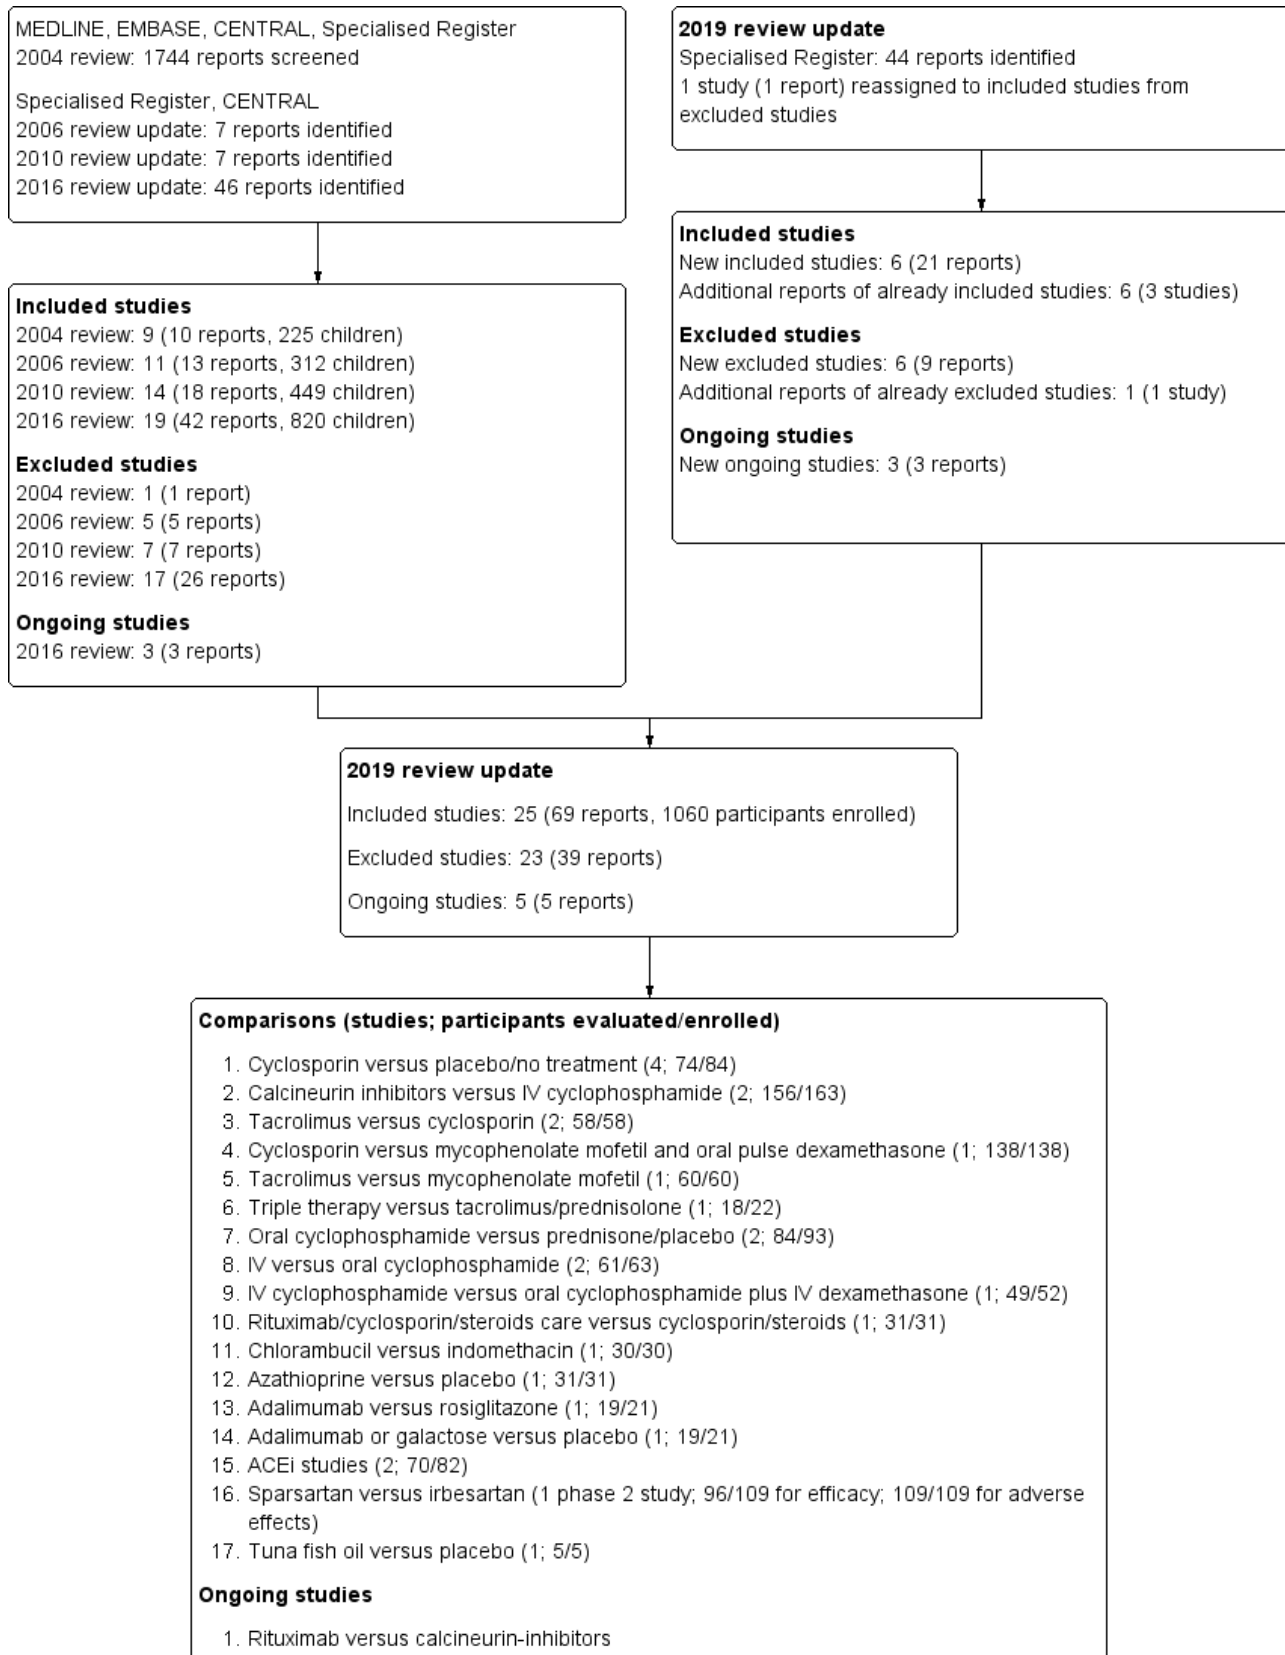 MEDLINE, EMBASE, CENTRAL, Specialised Register
2004 review: 1744 reports screened
Specialised Register, CENTRAL
2006 review update: 7 reports identified
2010 review update: 7 reports identified
2016 review update: 46 reports identified
2019 review update
Specialised Register: 44 reports identified
1 study (1 report) reassigned to included studies from
excluded studies
Included studies
2004 review: 9 (10 reports, 225 children)
2006 review: 11 (13 reports, 312 children)
2010 review: 14 (18 reports, 449 children)
2016 review: 19 (42 reports, 820 children)
Excluded studies
2004 review: 1 (1 report)
2006 review: 5 (5 reports)
2010 review: 7 (7 reports)
2016 review: 17 (26 reports)
Ongoing studies
2016 review: 3 (3 reports)
Included studies
New included studies: 6 (21 reports)
Additional reports of already included studies: 6 (3 studies)
Excluded studies
New excluded studies: 6 (9 reports)
Additional reports of already excluded studies: 1 (1 study)
Ongoing studies
New ongoing studies: 3 (3 reports)
2019 review update
Included studies: 25 (69 reports, 1060 participants enrolled)
Excluded studies: 23 (39 reports)
Ongoing studies: 5 (5 reports)
Comparisons (studies; participants evaluated/enrolled)
1. Cyclosporin versus placebo/no treatment (4; 74/84)
2. Calcineurin inhibitors versus IV cyclophosphamide (2; 156/163)
3. Tacrolimus versus cyclosporin (2; 58/58)
4. Cyclosporin versus mycophenolate mofetil and oral pulse dexamethasone (1; 138/138)
5. Tacrolimus versus mycophenolate mofetil (1; 60/60)
6. Triple therapy versus tacrolimus/prednisolone (1; 18/22)
7. Oral cyclophosphamide versus prednisone/placebo (2; 84/93)
8. IV versus oral cyclophosphamide (2; 61/63)
9. IV cyclophosphamide versus oral cyclophosphamide plus IV dexamethasone (1; 49/52)
10. Rituximab/cyclosporin/steroids care versus cyclosporin/steroids (1; 31/31)
11. Chlorambucil versus indomethacin (1; 30/30)
12. Azathioprine versus placebo (1; 31/31)
13. Adalimumab versus rosiglitazone (1; 19/21)
14. Adalimumab or galactose versus placebo (1; 19/21)
15. ACEi studies (2; 70/82)
16. Sparsartan versus irbesartan (1 phase 2 study; 96/109 for efficacy; 109/109 for adverse
effects)
17. Tuna fish oil versus placebo (1; 5/5)
Ongoing studies
1. Rituximab versus calcineurin-inhibitors